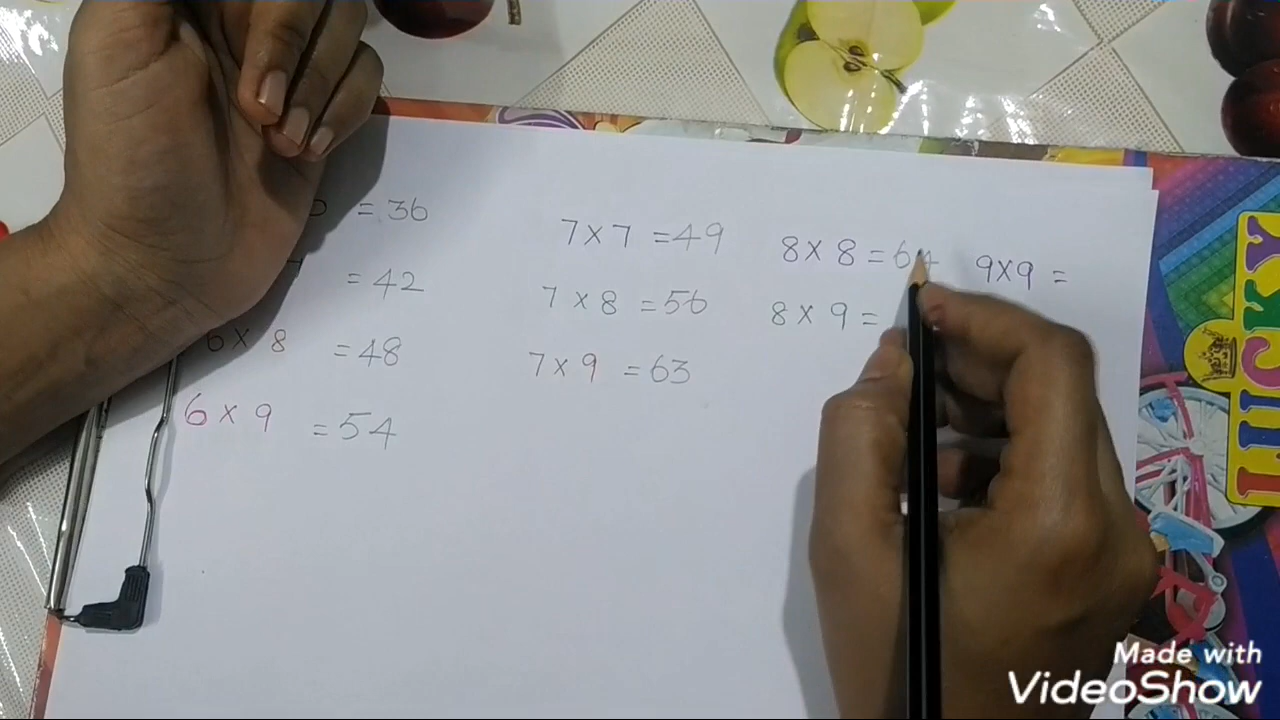 = 36
= 42
6 × 8 = 48
6 × 9 = 54
7 × 7 = 49
7 × 8 = 56
7 × 9 = 63
8 × 8 = 64
8 × 9 =
9 × 9 =
LUCKY
Made with
VideoShow